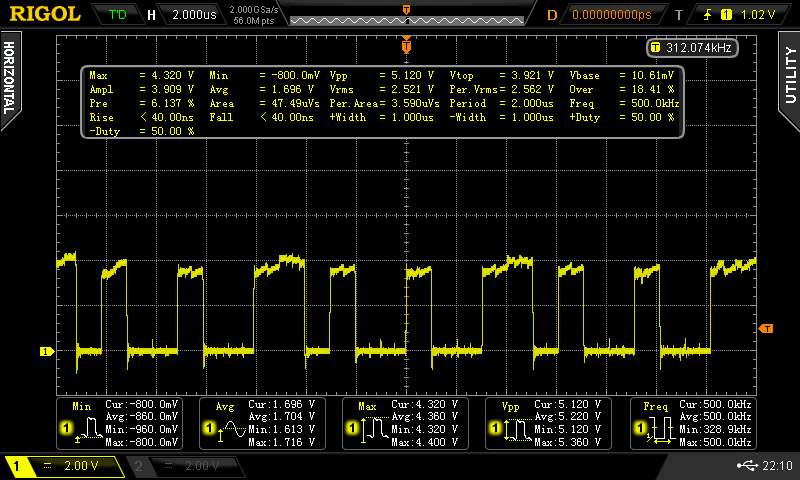 RIGOL T'D H 2.000us 2.000GSa/s 56.0M pts T D 0.00000000ps T 1 1.02 V
HORIZONTAL
UTILITY
T 312.074kHz
Max = 4.320 V Min = -800.0mV Vpp = 5.120 V Vtop = 3.921 V Vbase = 10.61mV
Ampl = 3.909 V Avg = 1.696 V Vrms = 2.521 V Per.Vrms= 2.562 V Over = 18.41 %
Pre = 6.137 % Area = 47.49uVs Per.Area= 3.590uVs Period = 2.000us Freq = 500.0kHz
Rise < 40.00ns Fall < 40.00ns +Width = 1.000us -Width = 1.000us +Duty = 50.00 %
-Duty = 50.00 %
T
1
Min Cur:-800.0mV
Avg:-860.0mV
1 Min:-960.0mV
Max:-800.0mV
Avg Cur:1.696 V
Avg:1.704 V
1 Min:1.613 V
Max:1.716 V
Max Cur:4.320 V
Avg:4.360 V
1 Min:4.320 V
Max:4.400 V
Vpp Cur:5.120 V
Avg:5.220 V
1 Min:5.120 V
Max:5.360 V
Freq Cur:500.0kHz
Avg:500.0kHz
1 Min:328.9kHz
Max:500.0kHz
1 2.00 V 2 2.00 V 22:10